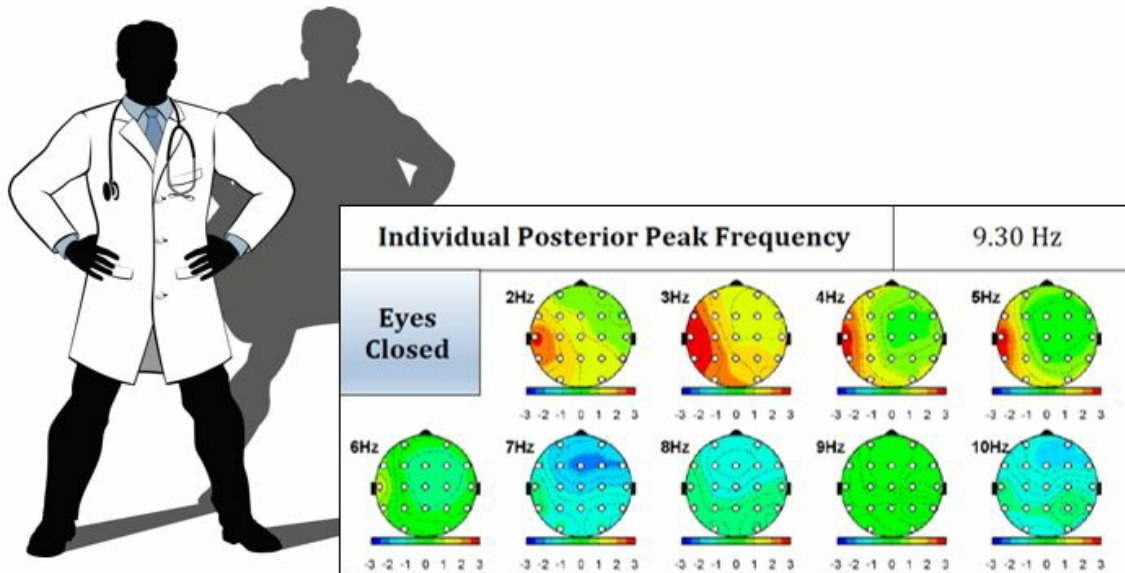 Individual Posterior Peak Frequency 9.30 Hz
Eyes Closed
2Hz 3Hz 4Hz 5Hz
-3 -2 -1 0 1 2 3 -3 -2 -1 0 1 2 3 -3 -2 -1 0 1 2 3 -3 -2 -1 0 1 2 3
6Hz 7Hz 8Hz 9Hz 10Hz
-3 -2 -1 0 1 2 3 -3 -2 -1 0 1 2 3 -3 -2 -1 0 1 2 3 -3 -2 -1 0 1 2 3 -3 -2 -1 0 1 2 3